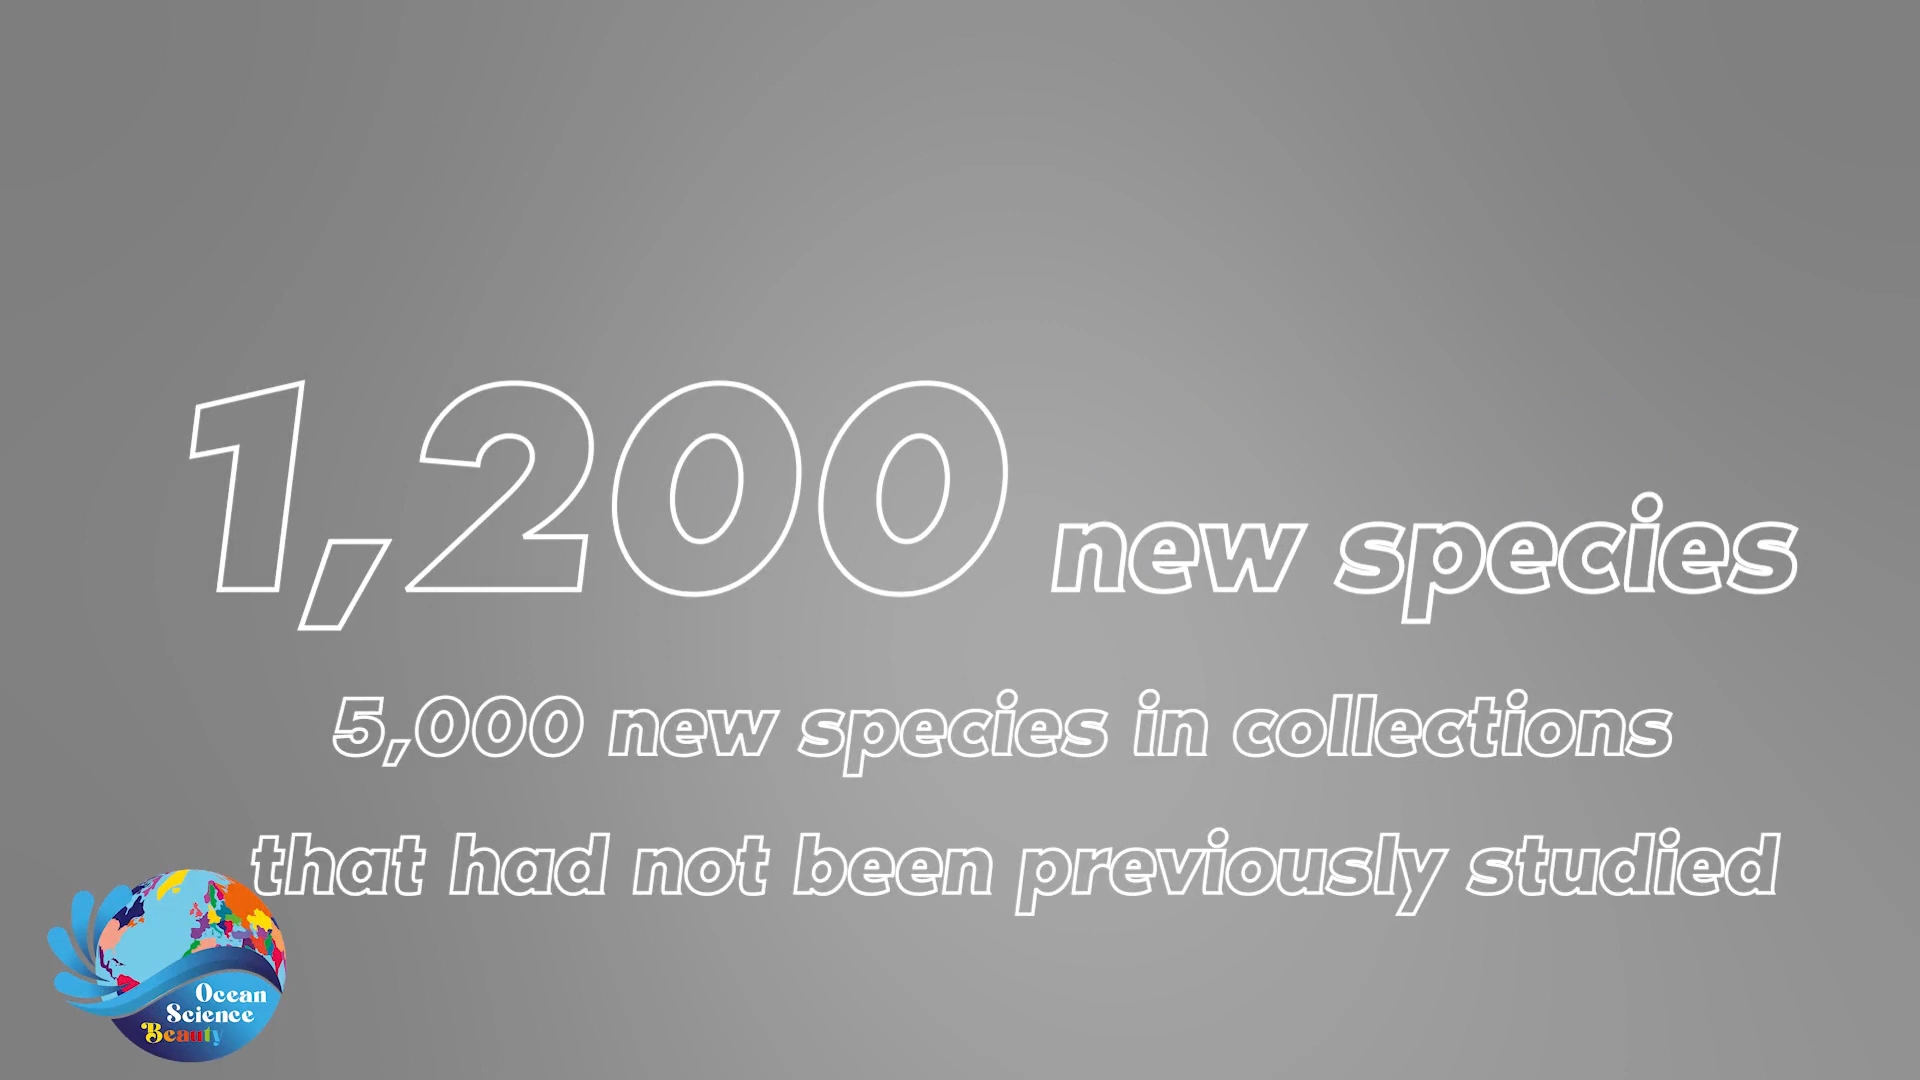 1,200 new species
5,000 new species in collections
that had not been previously studied
Ocean
Science
Beauty